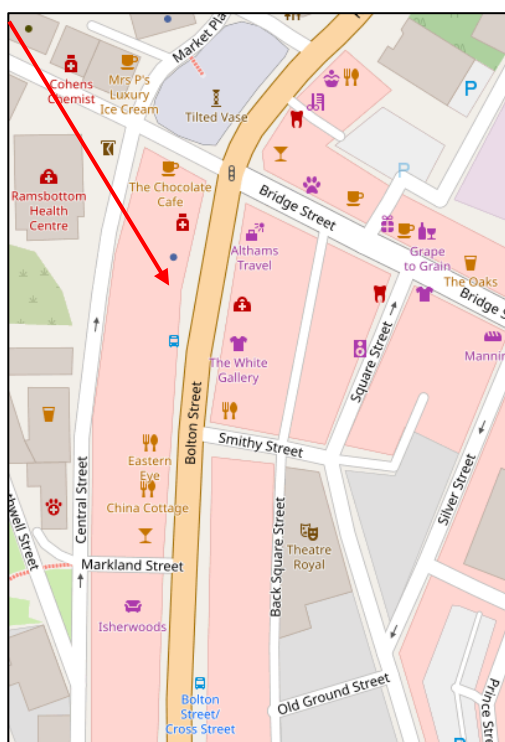 Market Pla
Cohens
Chemist
Mrs P's
Luxury
Ice Cream
Tilted Vase
P
P
The Chocolate
Cafe
Ramsbottom
Health
Centre
Bridge Street
Althams
Travel
Grape
to Grain
The Oaks
Bridge S
The White
Gallery
Square Street
Mannin
Bolton Street
Smithy Street
Eastern
Eye
China Cottage
Central Street
Silver Street
thwell Street
Markland Street
Back Square Street
Theatre
Royal
Isherwoods
Bolton
Street/
Cross Street
Old Ground Street
Prince Stre
P